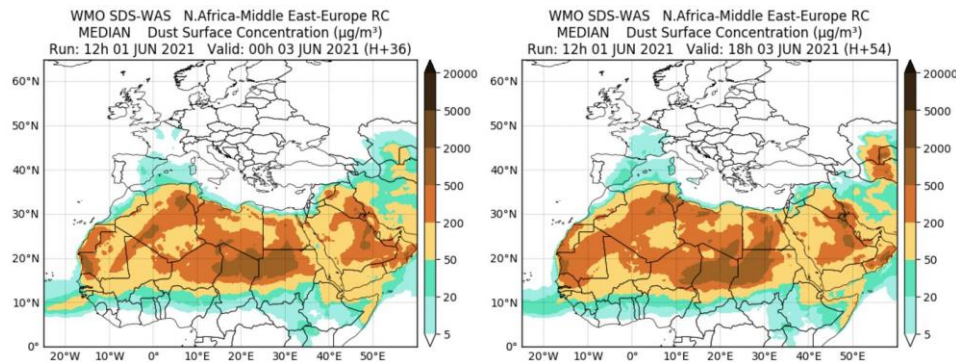 WMO SDS-WAS N.Africa-Middle East-Europe RC
MEDIAN Dust Surface Concentration (µg/m³)
Run: 12h 01 JUN 2021 Valid: 00h 03 JUN 2021 (H+36)
60°N
50°N
40°N
30°N
20°N
10°N
0°
20°W
10°W
0°
10°E
20°E
30°E
40°E
50°E
20000
5000
2000
500
200
50
20
5
WMO SDS-WAS N.Africa-Middle East-Europe RC
MEDIAN Dust Surface Concentration (µg/m³)
Run: 12h 01 JUN 2021 Valid: 18h 03 JUN 2021 (H+54)
60°N
50°N
40°N
30°N
20°N
10°N
0°
20°W
10°W
0°
10°E
20°E
30°E
40°E
50°E
20000
5000
2000
500
200
50
20
5